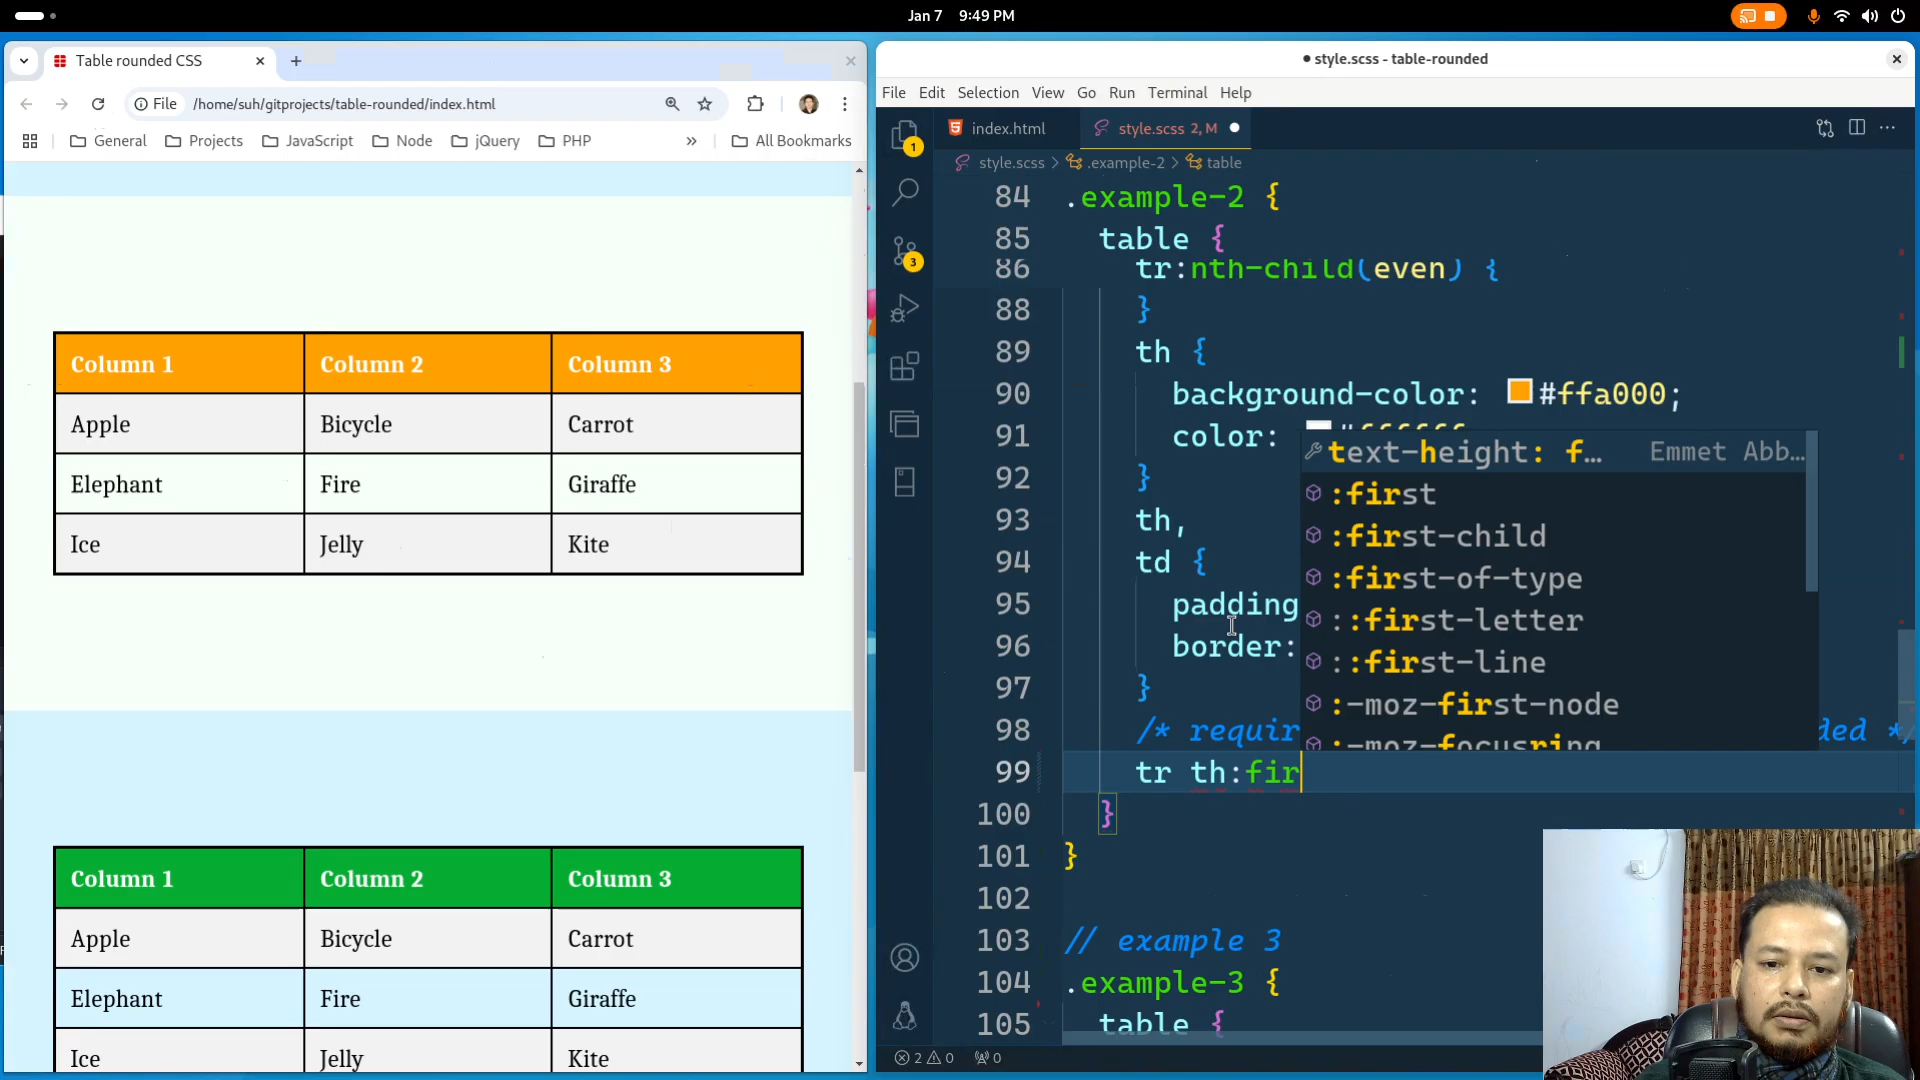 Jan 7 9:49 PM
Table rounded CSS
File /home/suh/gitprojects/table-rounded/index.html
General Projects JavaScript Node jQuery PHP » All Bookmarks
Column 1 Column 2 Column 3
Apple Bicycle Carrot
Elephant Fire Giraffe
Ice Jelly Kite
Column 1 Column 2 Column 3
Apple Bicycle Carrot
Elephant Fire Giraffe
Ice Jelly Kite
● style.scss - table-rounded
File Edit Selection View Go Run Terminal Help
1
3
index.html style.scss 2, M
style.scss > .example-2 > table
84 .example-2 {
85 table {
86 tr:nth-child(even) {
88 }
89 th {
90 background-color: #ffa000;
91 color:
92 }
93 th,
94 td {
95 padding
96 border:
97 }
98 /* requir ded */
99 tr th:fir
100 }
101 }
102
103 // example 3
104 .example-3 {
105 table {
text-height: f... Emmet Abb...
:first
:first-child
:first-of-type
::first-letter
::first-line
:-moz-first-node
:-moz-focusring
2 0 0